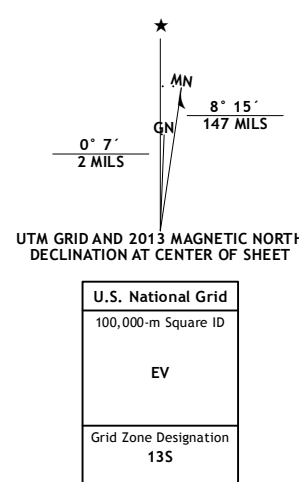 MN
GN
8° 15´
147 MILS
0° 7´
2 MILS
UTM GRID AND 2013 MAGNETIC NORTH
DECLINATION AT CENTER OF SHEET
U.S. National Grid
100,000-m Square ID
EV
Grid Zone Designation
13S